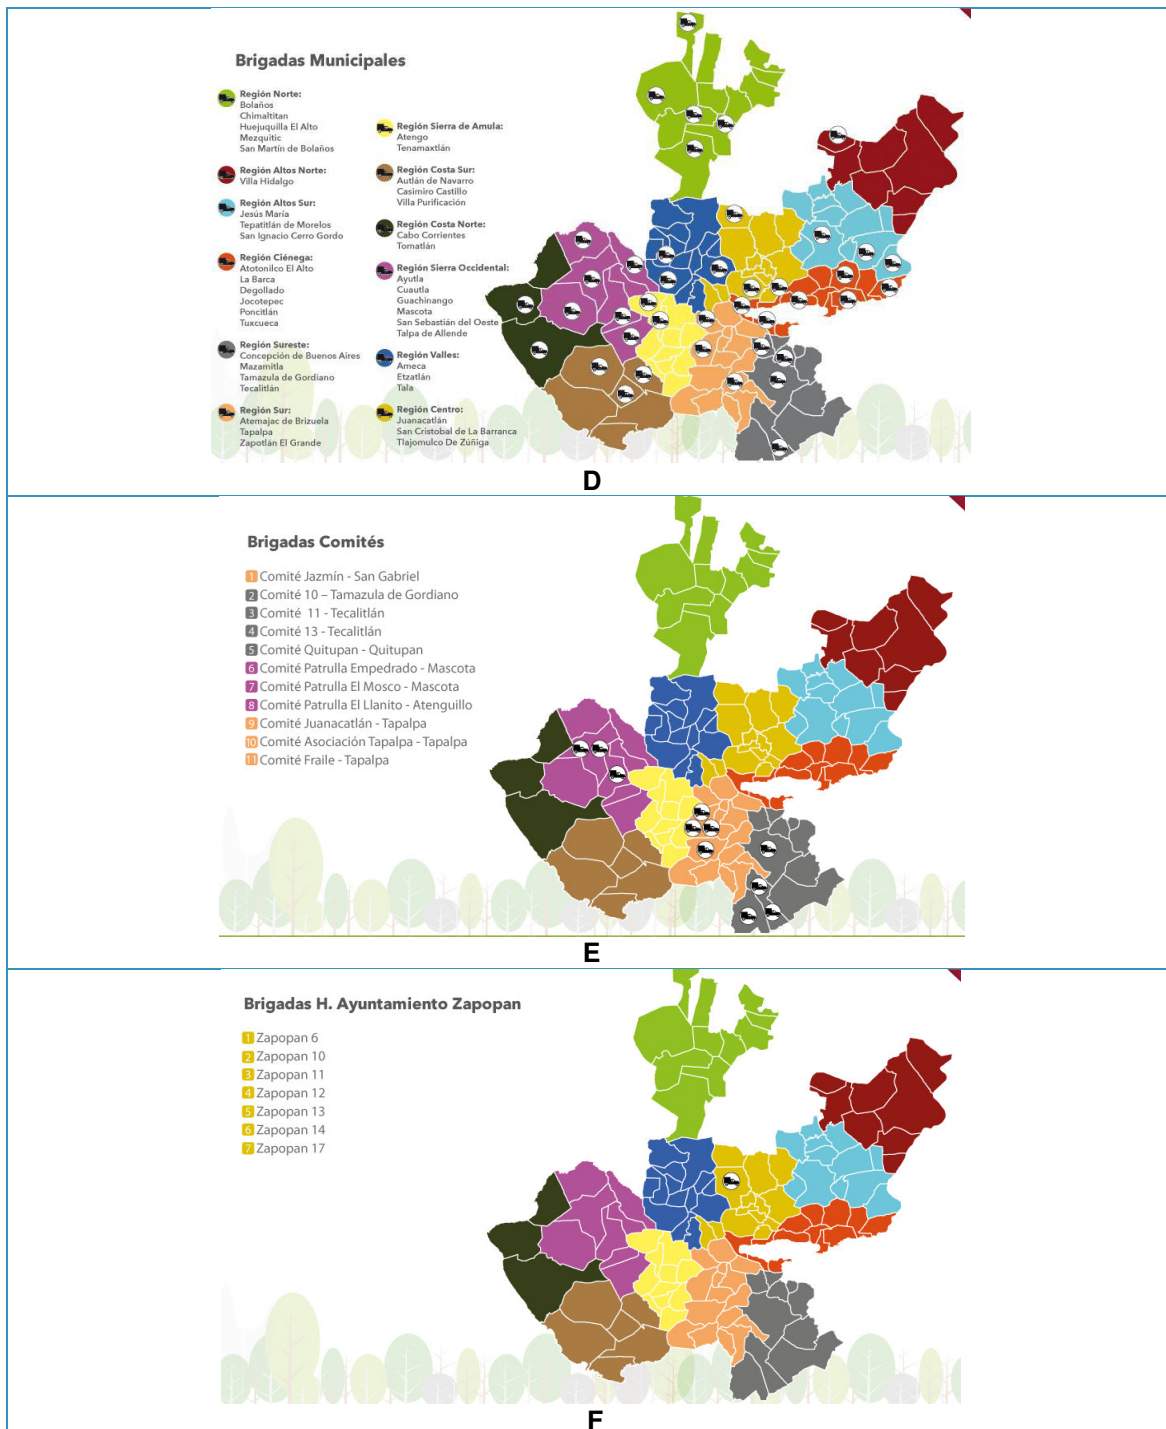 Brigadas Municipales
Región Norte:
Bolaños
Chimaltitan
Huejuquilla El Alto
Mezquitic
San Martín de Bolaños
Región Altos Norte:
Villa Hidalgo
Región Altos Sur:
Jesús María
Tepatitlán de Morelos
San Ignacio Cerro Gordo
Región Ciénega:
Atotonilco El Alto
La Barca
Degollado
Jocotepec
Poncitlán
Tuxcueca
Región Sureste:
Concepción de Buenos Aires
Mazamitla
Tamazula de Gordiano
Tecalitlán
Región Sur:
Atemajac de Brizuela
Tapalpa
Zapotlán El Grande
Región Sierra de Amula:
Atengo
Tenamaxtlán
Región Costa Sur:
Autlán de Navarro
Casimiro Castillo
Villa Purificación
Región Costa Norte:
Cabo Corrientes
Tomatlán
Región Sierra Occidental:
Ayutla
Cuautla
Guachinango
Mascota
San Sebastián del Oeste
Talpa de Allende
Región Valles:
Ameca
Etzatlán
Tala
Región Centro:
Juanacatlán
San Cristobal de La Barranca
Tlajomulco De Zúñiga
D
Brigadas Comités
1 Comité Jazmín - San Gabriel
2 Comité 10 – Tamazula de Gordiano
3 Comité 11 - Tecalitlán
4 Comité 13 - Tecalitlán
5 Comité Quitupan - Quitupan
6 Comité Patrulla Empedrado - Mascota
7 Comité Patrulla El Mosco - Mascota
8 Comité Patrulla El Llanito - Atenguillo
9 Comité Juanacatlán - Tapalpa
10 Comité Asociación Tapalpa - Tapalpa
11 Comité Fraile - Tapalpa
E
Brigadas H. Ayuntamiento Zapopan
1 Zapopan 6
2 Zapopan 10
3 Zapopan 11
4 Zapopan 12
5 Zapopan 13
6 Zapopan 14
7 Zapopan 17
F